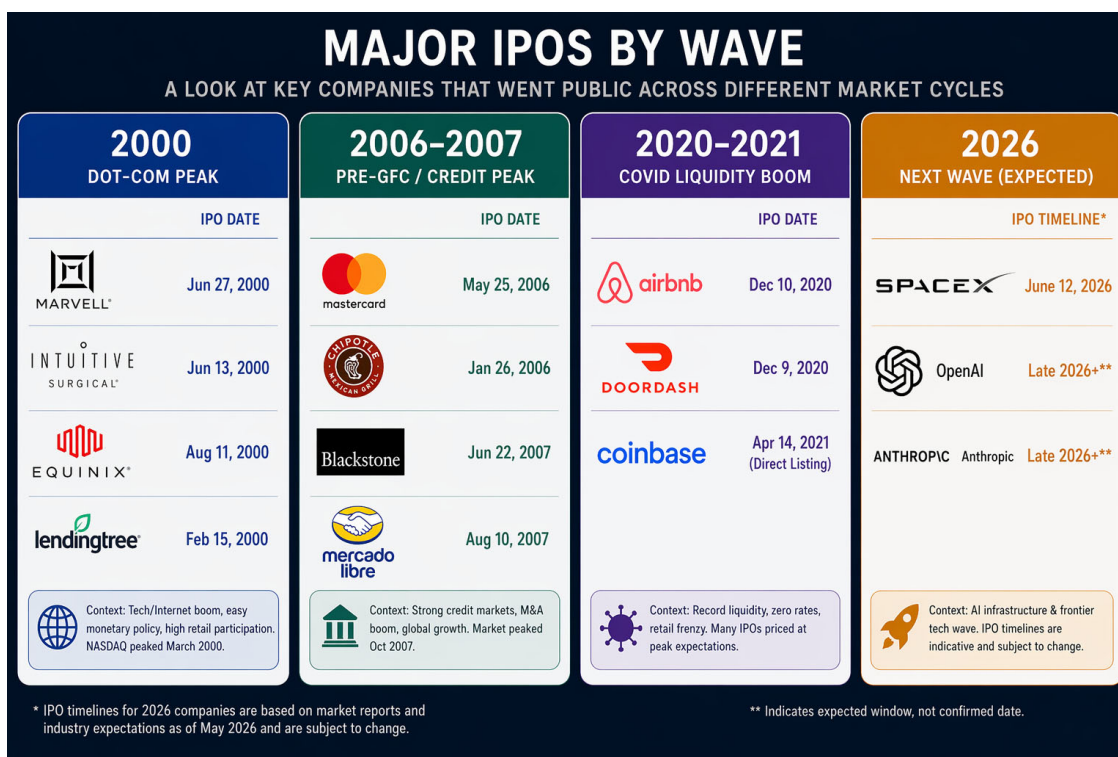 MAJOR IPOS BY WAVE
A LOOK AT KEY COMPANIES THAT WENT PUBLIC ACROSS DIFFERENT MARKET CYCLES
2000
DOT-COM PEAK
IPO DATE
MARVELL®
Jun 27, 2000
INTUITIVE
SURGICAL®
Jun 13, 2000
EQUINIX®
Aug 11, 2000
lendingtree®
Feb 15, 2000
Context: Tech/Internet boom, easy
monetary policy, high retail participation.
NASDAQ peaked March 2000.
2006–2007
PRE-GFC / CREDIT PEAK
IPO DATE
mastercard
May 25, 2006
CHIPOTLE
MEXICAN GRILL
Jan 26, 2006
Blackstone
Jun 22, 2007
mercado
libre
Aug 10, 2007
Context: Strong credit markets, M&A
boom, global growth. Market peaked
Oct 2007.
2020–2021
COVID LIQUIDITY BOOM
IPO DATE
airbnb
Dec 10, 2020
DOORDASH
Dec 9, 2020
coinbase
Apr 14, 2021
(Direct Listing)
Context: Record liquidity, zero rates,
retail frenzy. Many IPOs priced at
peak expectations.
2026
NEXT WAVE (EXPECTED)
IPO TIMELINE*
SPACEX
June 12, 2026
OpenAI
Late 2026+**
ANTHROP\C Anthropic
Late 2026+**
Context: AI infrastructure & frontier
tech wave. IPO timelines are
indicative and subject to change.
* IPO timelines for 2026 companies are based on market reports and
industry expectations as of May 2026 and are subject to change.
** Indicates expected window, not confirmed date.